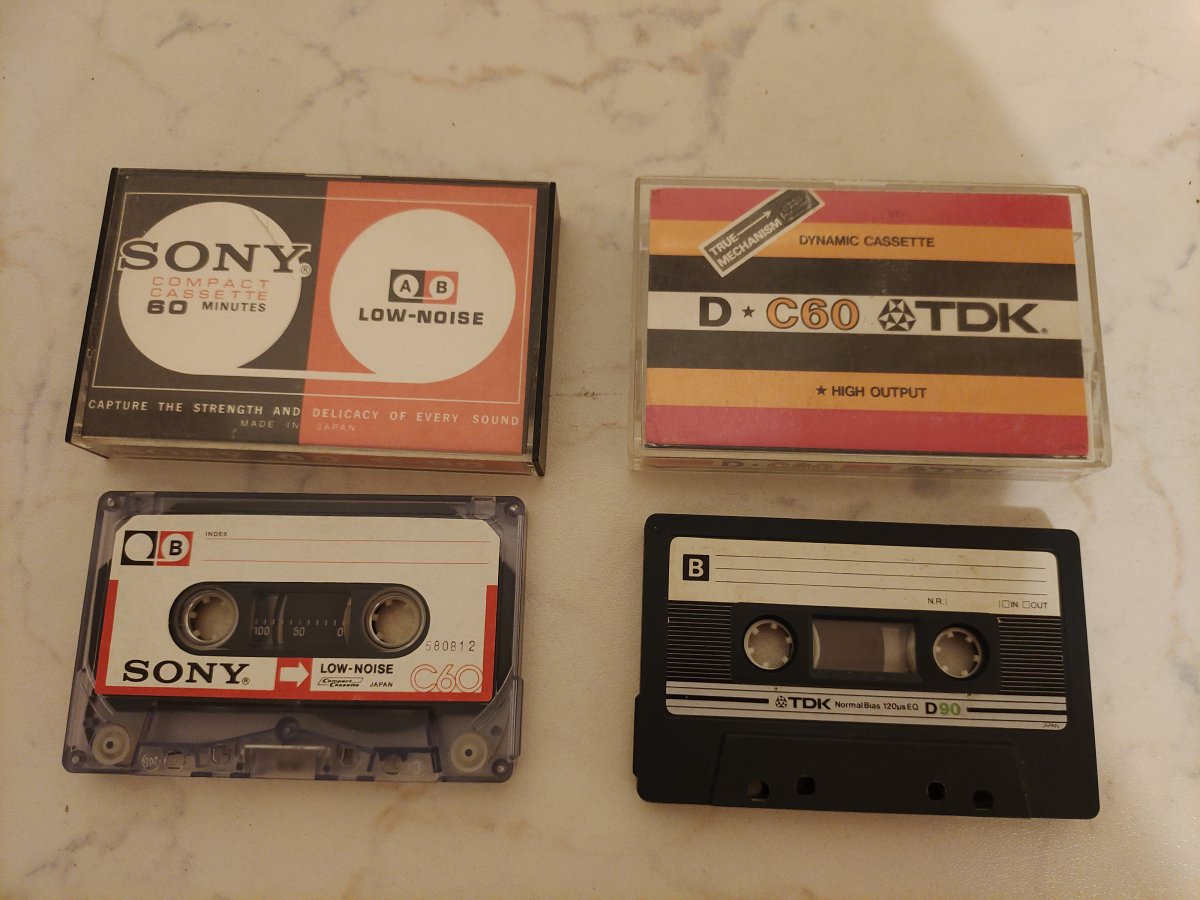 SONY®
COMPACT
CASSETTE
60 MINUTES
A B
LOW-NOISE
CAPTURE THE STRENGTH AND DELICACY OF EVERY SOUND
MADE IN JAPAN
TRUE
MECHANISM
DYNAMIC CASSETTE
D ★ C60 TDK®
★ HIGH OUTPUT
D ★ C60
B INDEX
100 50 0
580812
SONY® LOW-NOISE
Compact
Cassette JAPAN C60
B
N.R. [ ] □IN □OUT
TDK Normal Bias 120μs EQ D90
JAPAN